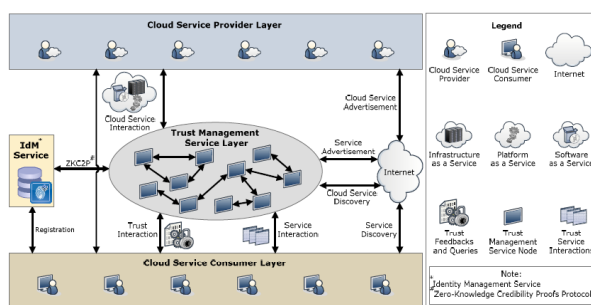 Cloud Service Provider Layer
Cloud Service
Interaction
Cloud Service
Advertisement
Trust Management
Service Layer
IdM*
Service
ZKC2P#
Service
Advertisement
Internet
Cloud Service
Discovery
Registration
Trust
Interaction
Service
Interaction
Service
Discovery
Cloud Service Consumer Layer
Legend
Cloud Service
Provider
Cloud Service
Consumer
Internet
Infrastructure
as a Service
Platform
as a Service
Software
as a Service
Trust
Feedbacks
and Queries
Trust
Management
Service Node
Trust
Service
Interactions
Note:
*Identity Management Service
#Zero-Knowledge Credibility Proofs Protocol